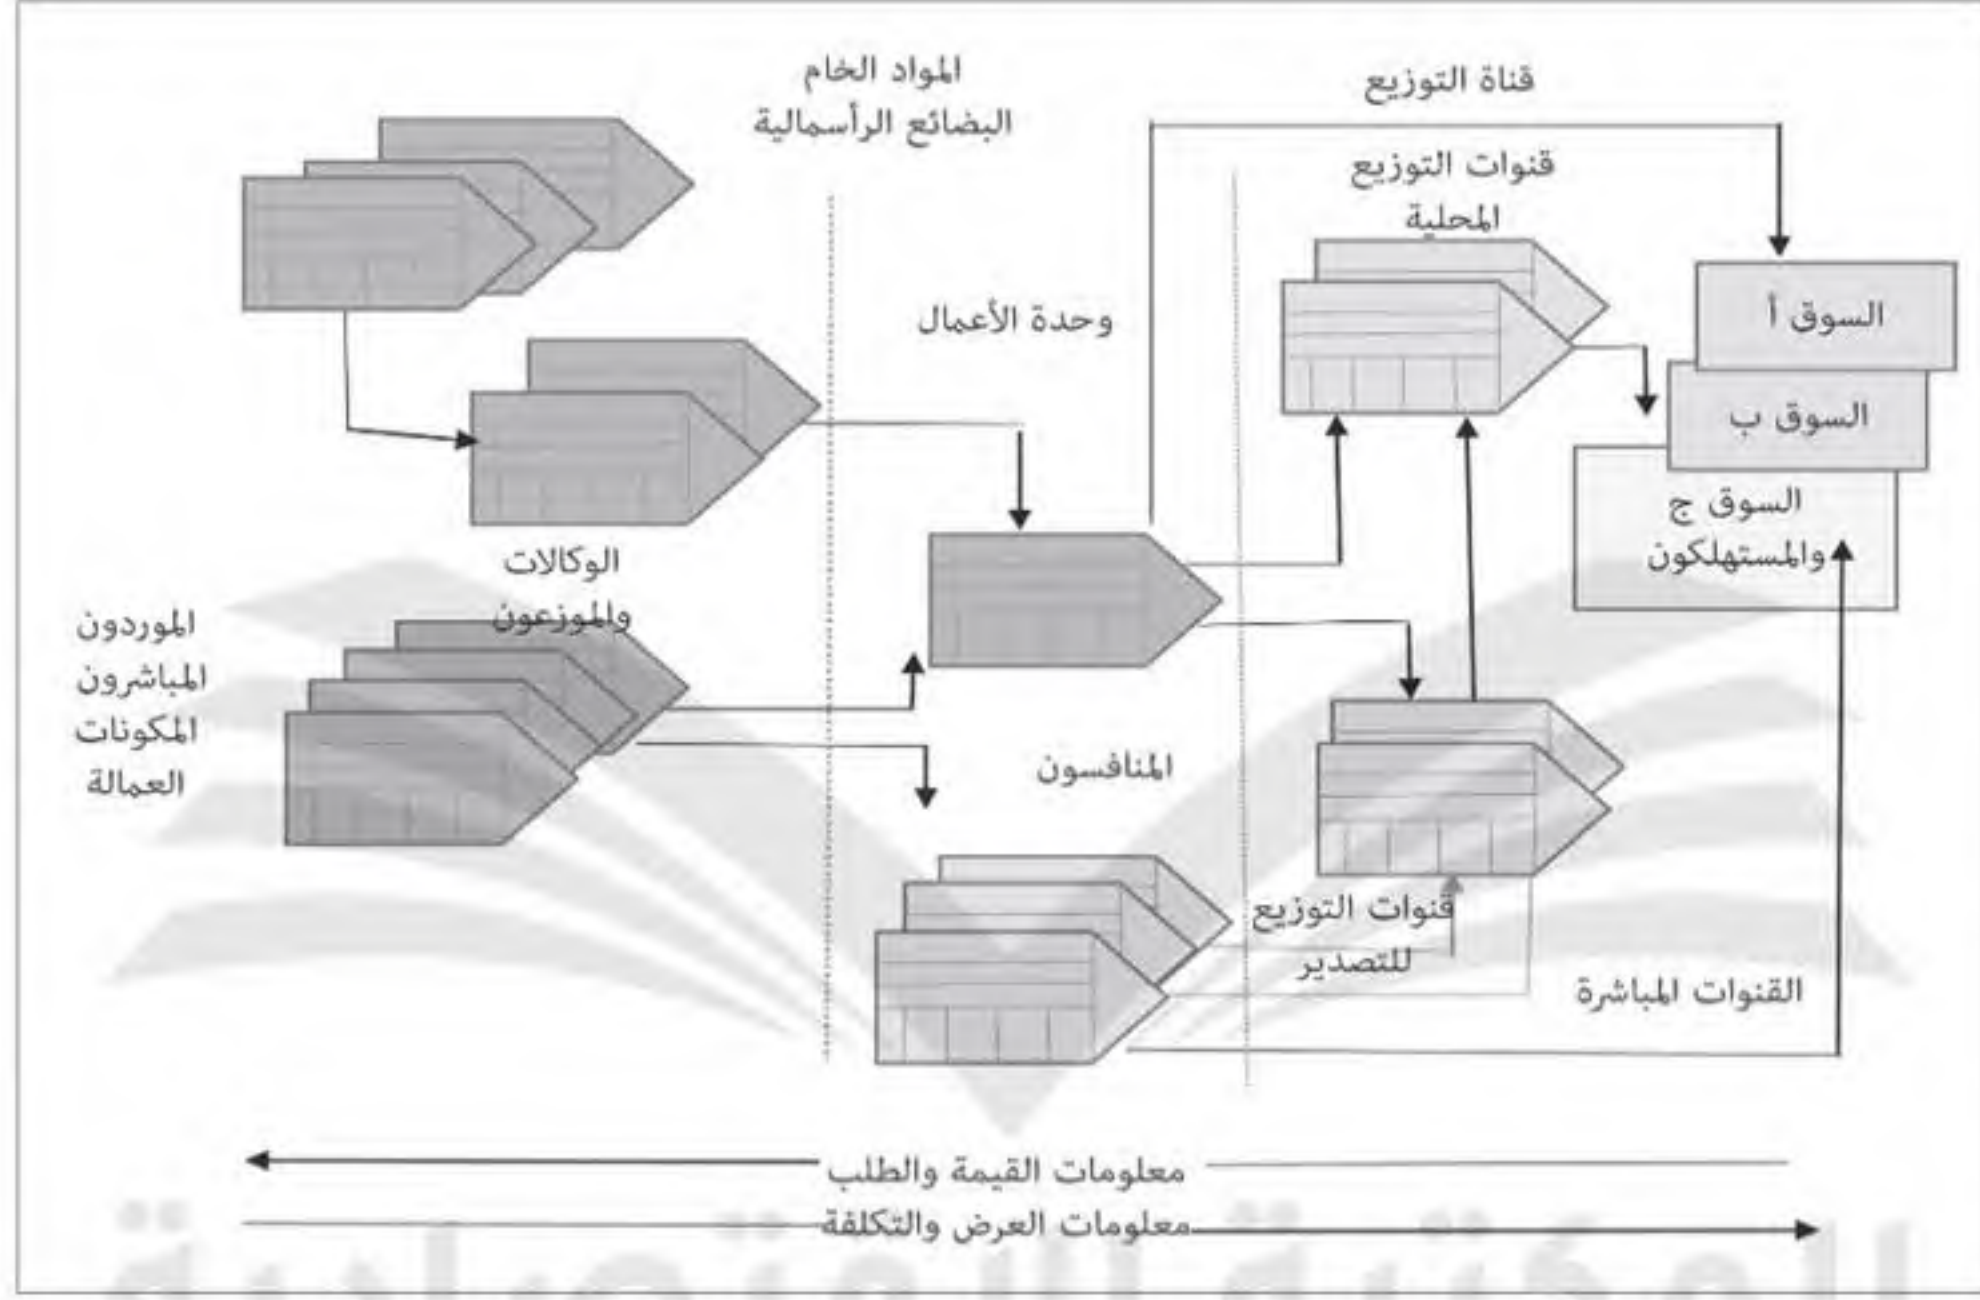 المواد الخام
البضائع الرأسمالية
قناة التوزيع
قنوات التوزيع
المحلية
وحدة الأعمال
السوق أ
السوق ب
السوق ج
والمستهلكون
الوكالات
والموزعون
الموردون
المباشرون
المكونات
العمالة
المنافسون
قنوات التوزيع
للتصدير
القنوات المباشرة
معلومات القيمة والطلب
معلومات العرض والتكلفة